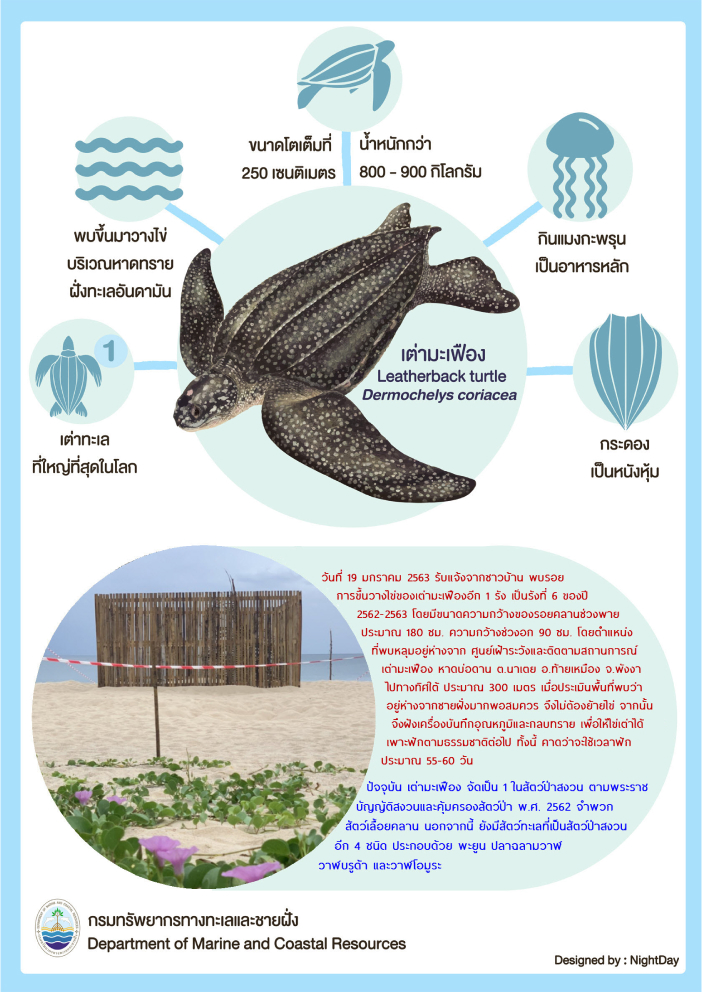 ขนาดโตเต็มที่
250 เซนติเมตร
น้ำหนักกว่า
800 - 900 กิโลกรัม
พบขึ้นมาวางไข่
บริเวณหาดทราย
ฝั่งทะเลอันดามัน
กินแมงกะพรุน
เป็นอาหารหลัก
1
เต่าทะเล
ที่ใหญ่ที่สุดในโลก
เต่ามะเฟือง
Leatherback turtle
Dermochelys coriacea
กระดอง
เป็นหนังหุ้ม
วันที่ 19 มกราคม 2563 รับแจ้งจากชาวบ้าน พบรอย
การขึ้นวางไข่ของเต่ามะเฟืองอีก 1 รัง เป็นรังที่ 6 ของปี
2562-2563 โดยมีขนาดความกว้างของรอยคลานช่วงพาย
ประมาณ 180 ซม. ความกว้างช่วงอก 90 ซม. โดยตำแหน่ง
ที่พบหลุมอยู่ห่างจาก ศูนย์เฝ้าระวังและติดตามสถานการณ์
เต่ามะเฟือง หาดบ่อดาน ต.นาเตย อ.ท้ายเหมือง จ.พังงา
ไปทางทิศใต้ ประมาณ 300 เมตร เมื่อประเมินพื้นที่พบว่า
อยู่ห่างจากชายฝั่งมากพอสมควร จึงไม่ต้องย้ายไข่ จากนั้น
จึงฝังเครื่องบันทึกอุณหภูมิและกลบทราย เพื่อให้ไข่เต่าได้
เพาะฟักตามธรรมชาติต่อไป ทั้งนี้ คาดว่าจะใช้เวลาฟัก
ประมาณ 55-60 วัน
ปัจจุบัน เต่ามะเฟือง จัดเป็น 1 ในสัตว์ป่าสงวน ตามพระราช
บัญญัติสงวนและคุ้มครองสัตว์ป่า พ.ศ. 2562 จำพวก
สัตว์เลื้อยคลาน นอกจากนี้ ยังมีสัตว์ทะเลที่เป็นสัตว์ป่าสงวน
อีก 4 ชนิด ประกอบด้วย พะยูน ปลาฉลามวาฬ
วาฬบรูด้า และวาฬโอมูระ
กรมทรัพยากรทางทะเลและชายฝั่ง
Department of Marine and Coastal Resources
Designed by : NightDay